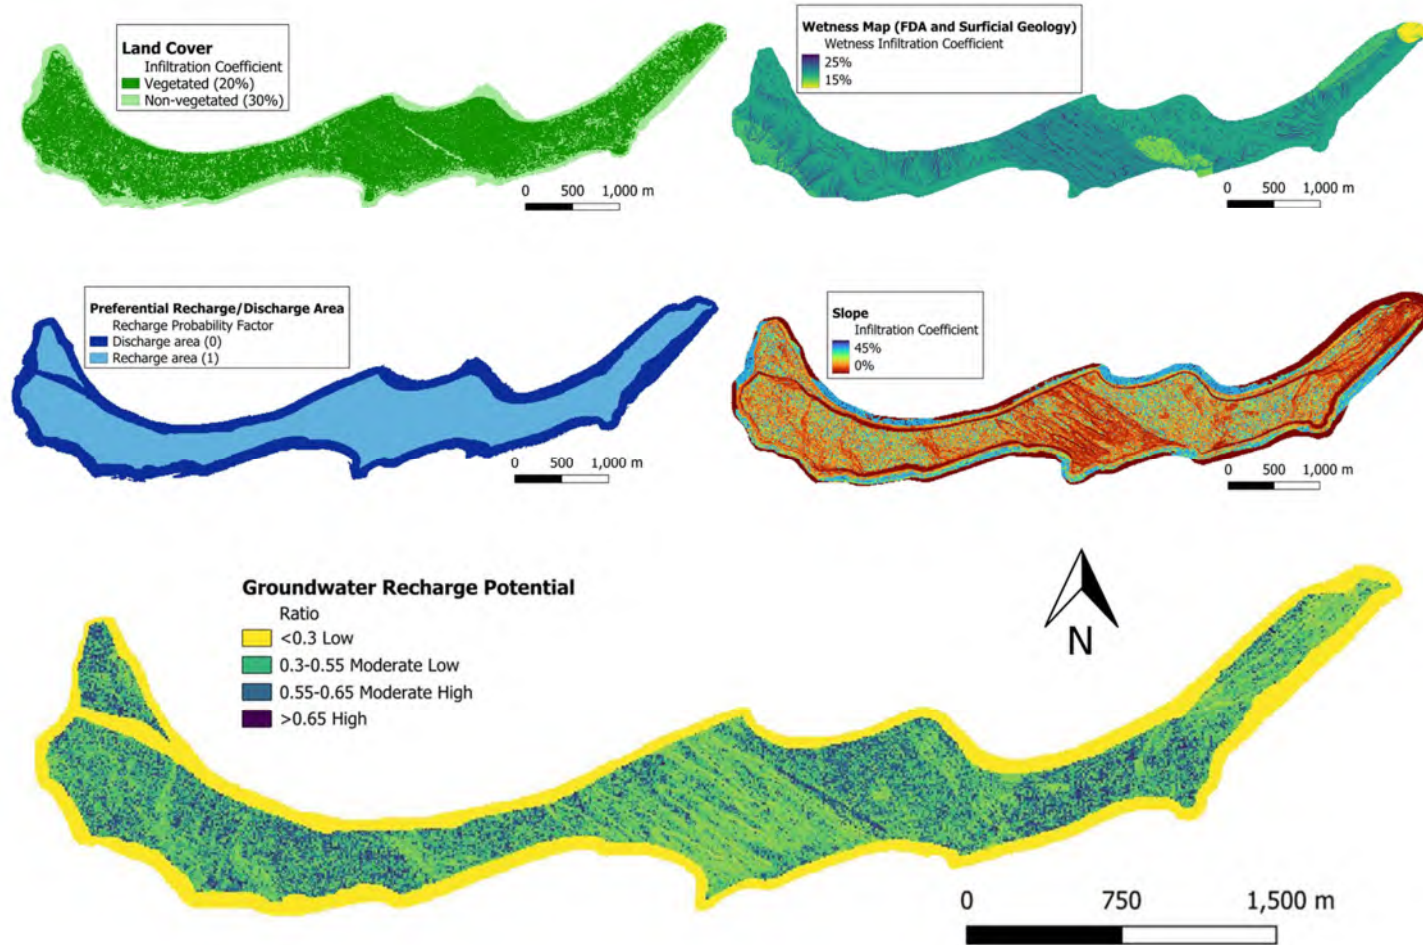 Land Cover
Infiltration Coefficient
Vegetated (20%)
Non-vegetated (30%)
0 500 1,000 m
Wetness Map (FDA and Surficial Geology)
Wetness Infiltration Coefficient
25%
15%
0 500 1,000 m
Preferential Recharge/Discharge Area
Recharge Probability Factor
Discharge area (0)
Recharge area (1)
0 500 1,000 m
Slope
Infiltration Coefficient
45%
0%
0 500 1,000 m
Groundwater Recharge Potential
Ratio
<0.3 Low
0.3-0.55 Moderate Low
0.55-0.65 Moderate High
>0.65 High
N
0 750 1,500 m